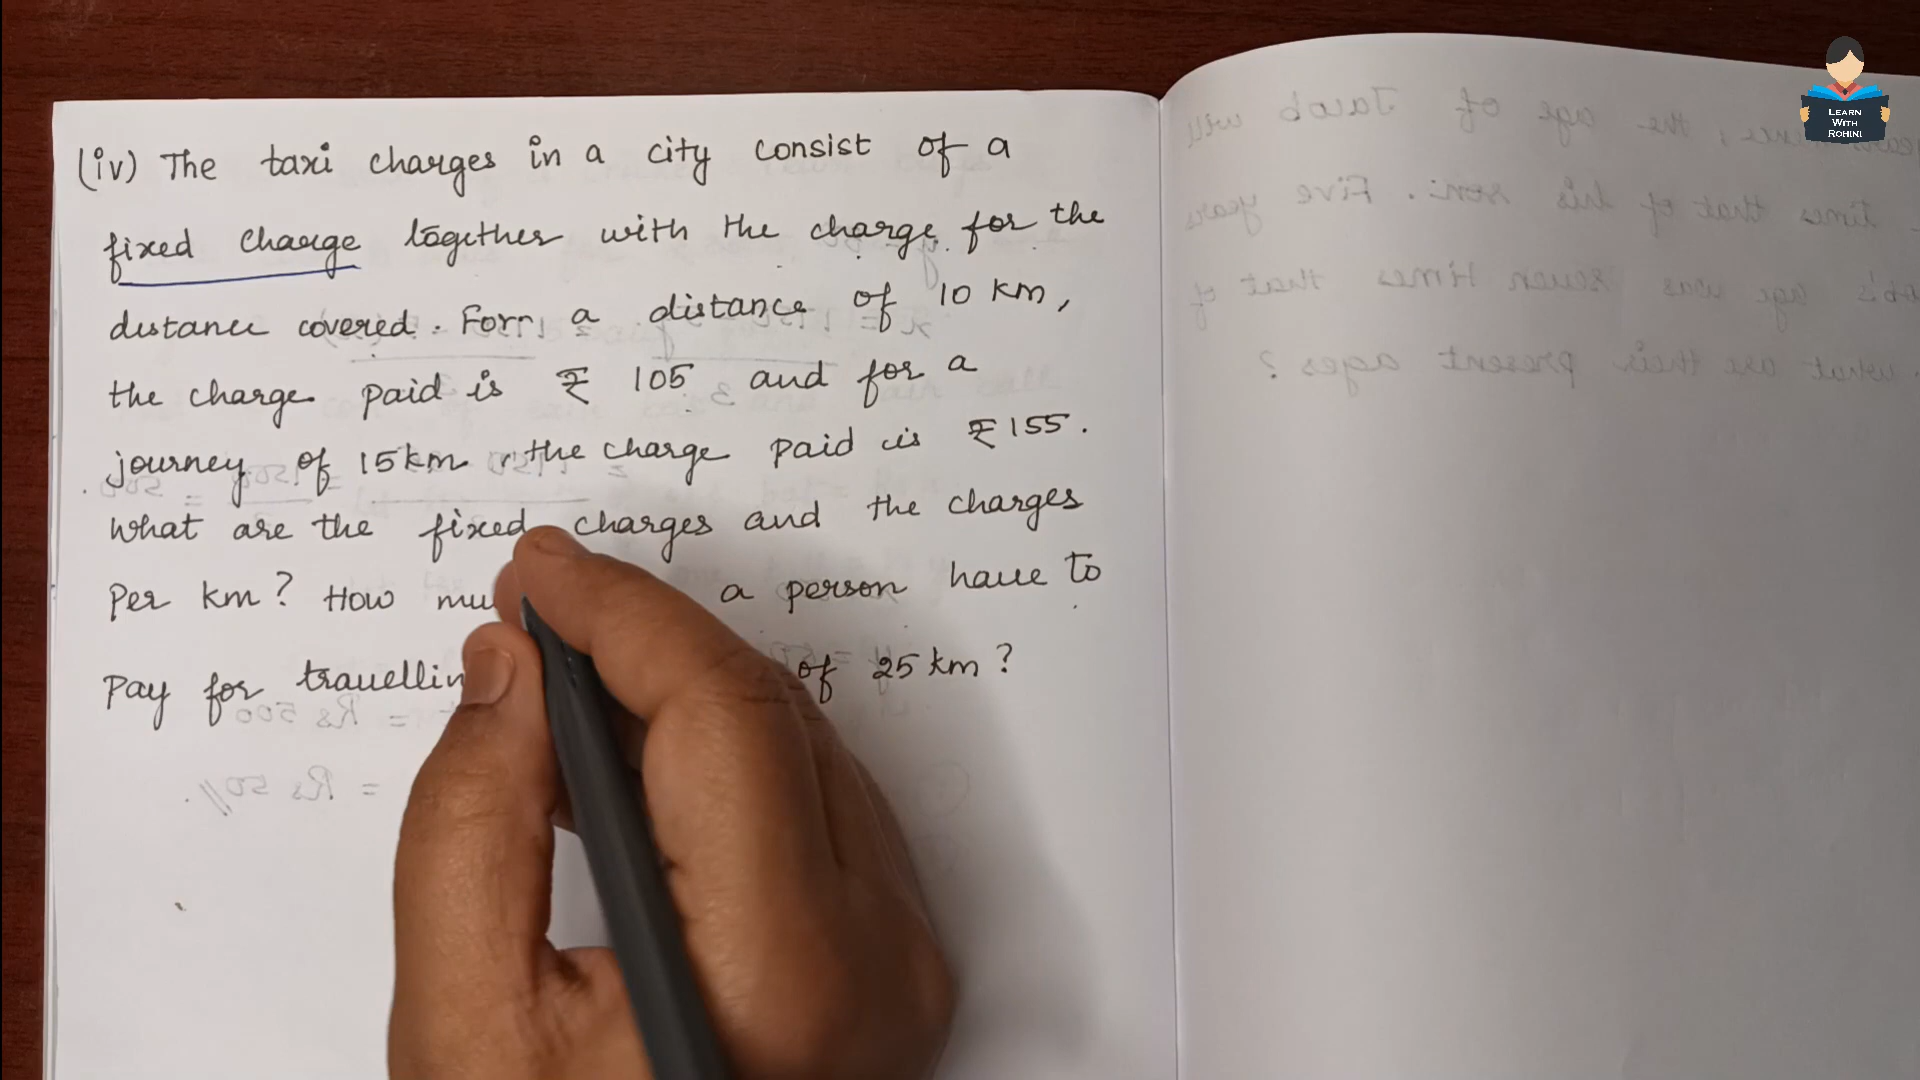 (iv) The taxi charges in a city consist of a
fixed charge together with the charge for the
distance covered. For a distance of 10 km,
the charge paid is ₹ 105 and for a
journey of 15 km, the charge paid is ₹ 155.
What are the fixed charges and the charges
per km? How mu a person have to
pay for travellin of 25 km?
LEARN
WITH
ROHINI